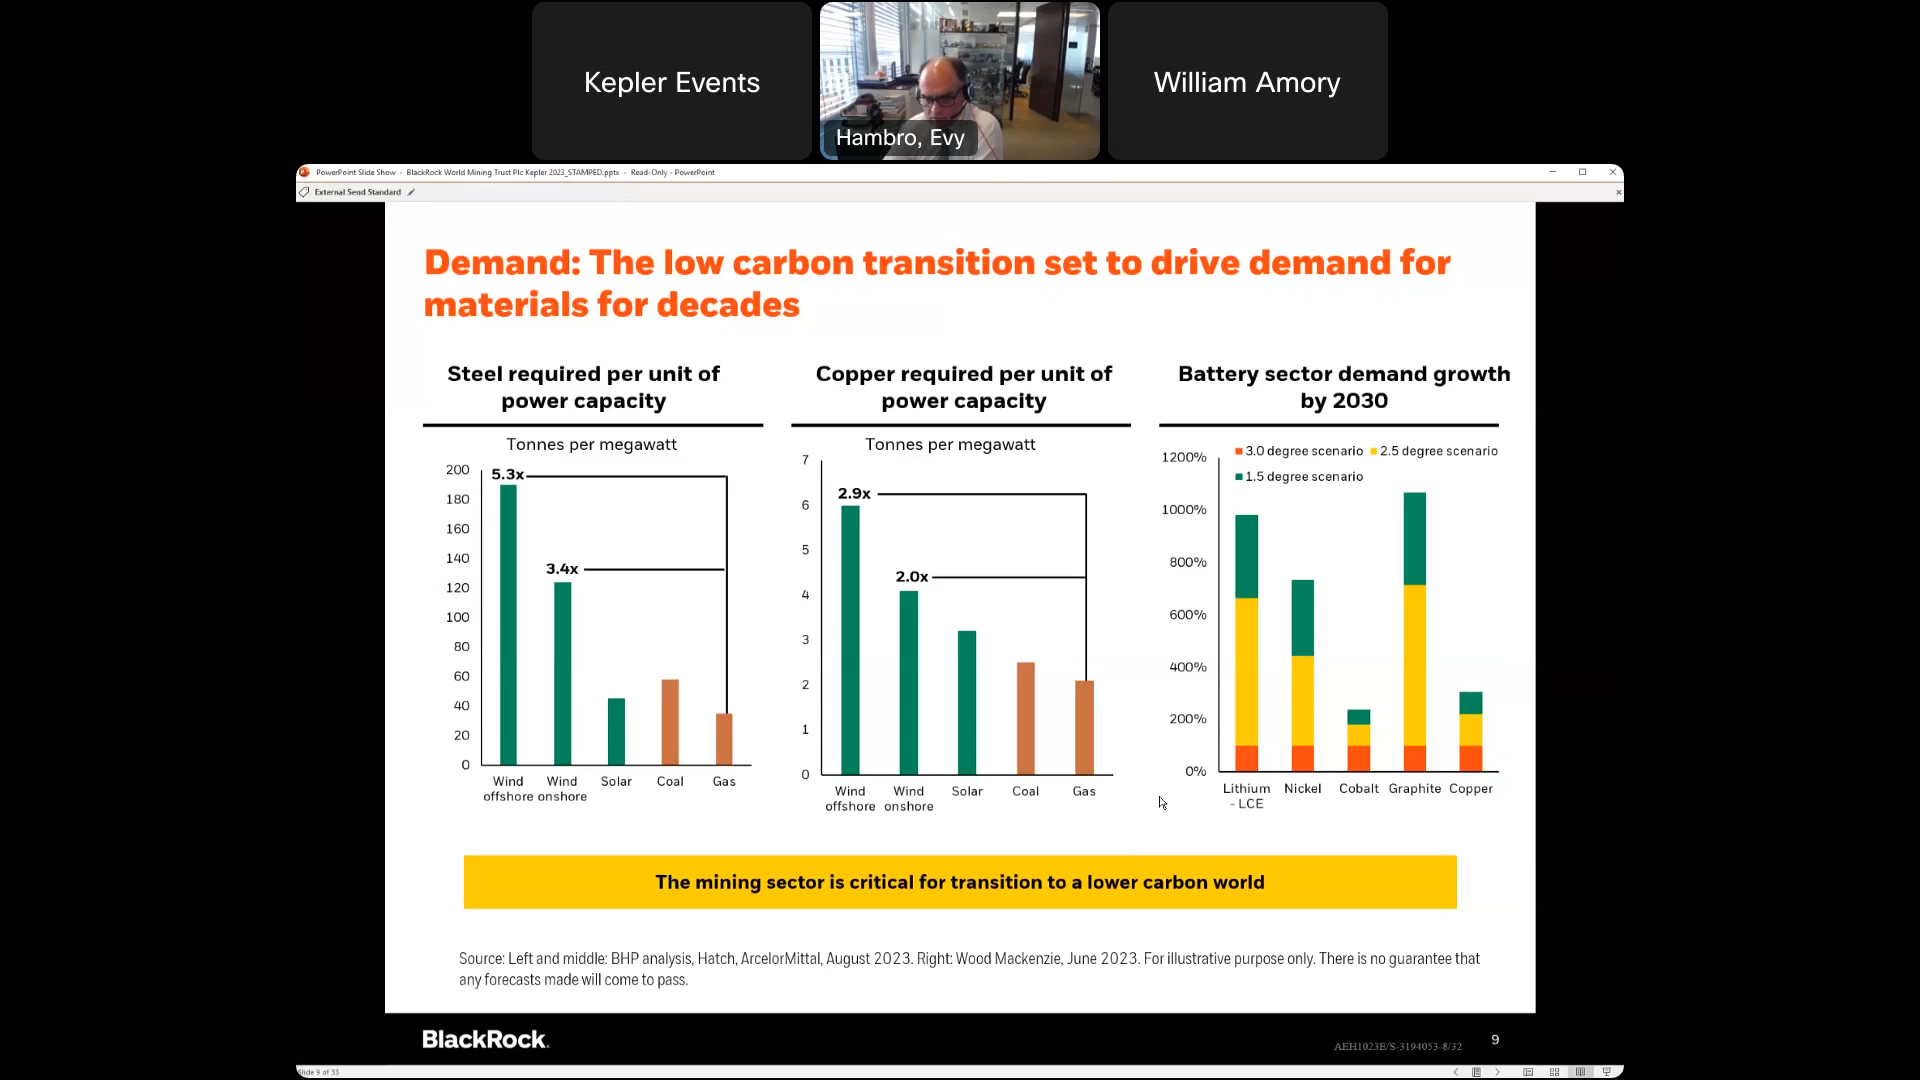 Kepler Events
Hambro, Evy
William Amory
PowerPoint Slide Show - BlackRock World Mining Trust Plc Kepler 2023_STAMPED.pptx - Read-Only - PowerPoint
External Send Standard
Demand: The low carbon transition set to drive demand for
materials for decades
Steel required per unit of
power capacity
Tonnes per megawatt
200
180
160
140
120
100
80
60
40
20
0
5.3x
3.4x
Wind offshore
Wind onshore
Solar
Coal
Gas
Copper required per unit of
power capacity
Tonnes per megawatt
7
6
5
4
3
2
1
0
2.9x
2.0x
Wind offshore
Wind onshore
Solar
Coal
Gas
Battery sector demand growth
by 2030
3.0 degree scenario 2.5 degree scenario
1.5 degree scenario
1200%
1000%
800%
600%
400%
200%
0%
Lithium - LCE
Nickel
Cobalt
Graphite
Copper
The mining sector is critical for transition to a lower carbon world
Source: Left and middle: BHP analysis, Hatch, ArcelorMittal, August 2023. Right: Wood Mackenzie, June 2023. For illustrative purpose only. There is no guarantee that
any forecasts made will come to pass.
BlackRock.
AEH1023E/S-3194053-8/32
9
Slide 9 of 33